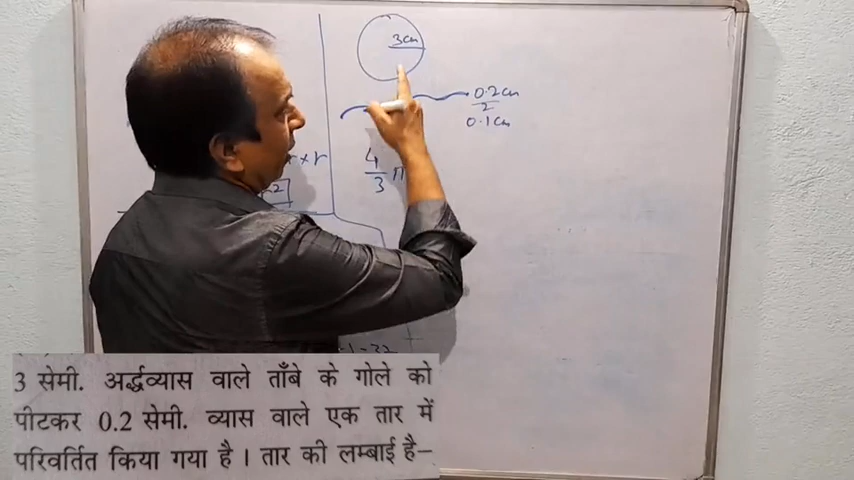 3cm
0.2cm
2
0.1cm
4
3 π
3 सेमी. अर्द्धव्यास वाले ताँबे के गोले को
पीटकर 0.2 सेमी. व्यास वाले एक तार में
परिवर्तित किया गया है । तार की लम्बाई है–